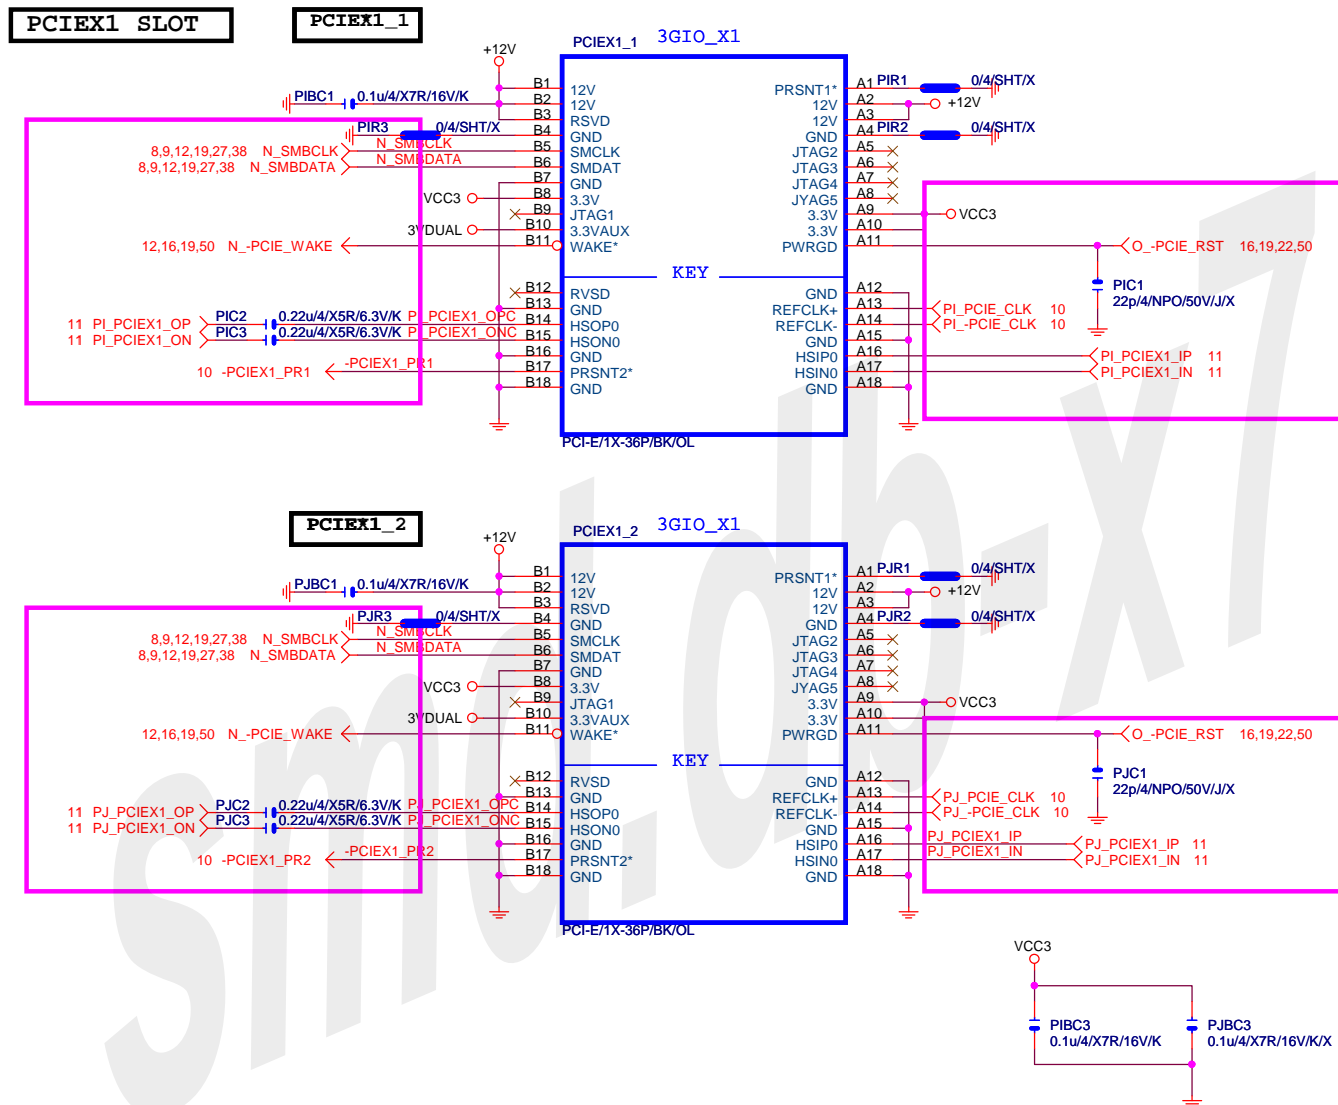 PCIEX1 SLOT
PCIEX1_1
+12V
PCIEX1_1
3GIO_X1
PIBC1 0.1u/4/X7R/16V/K
B1 12V
B2 12V
B3 RSVD
PIR3 0/4/SHT/X
B4 GND
8,9,12,19,27,38 N_SMBCLK
N_SMBCLK
B5 SMCLK
8,9,12,19,27,38 N_SMBDATA
N_SMBDATA
B6 SMDAT
B7 GND
VCC3
B8 3.3V
B9 JTAG1
3VDUAL
B10 3.3VAUX
12,16,19,50 N_-PCIE_WAKE
B11 WAKE*
KEY
B12 RVSD
B13 GND
11 PI_PCIEX1_OP
PIC2 0.22u/4/X5R/6.3V/K PI_PCIEX1_OPC
B14 HSOP0
11 PI_PCIEX1_ON
PIC3 0.22u/4/X5R/6.3V/K PI_PCIEX1_ONC
B15 HSON0
B16 GND
10 -PCIEX1_PR1
-PCIEX1_PR1
B17 PRSNT2*
B18 GND
PRSNT1* A1 PIR1 0/4/SHT/X
12V A2 +12V
12V A3
GND A4 PIR2 0/4/SHT/X
JTAG2 A5
JTAG3 A6
JTAG4 A7
JYAG5 A8
3.3V A9 VCC3
3.3V A10
PWRGD A11 O_-PCIE_RST 16,19,22,50
PIC1
22p/4/NPO/50V/J/X
GND A12
REFCLK+ A13 PI_PCIE_CLK 10
REFCLK- A14 PI_-PCIE_CLK 10
GND A15
HSIP0 A16 PI_PCIEX1_IP 11
HSIN0 A17 PI_PCIEX1_IN 11
GND A18
PCI-E/1X-36P/BK/OL
PCIEX1_2
+12V
PCIEX1_2
3GIO_X1
PJBC1 0.1u/4/X7R/16V/K
B1 12V
B2 12V
B3 RSVD
PJR3 0/4/SHT/X
B4 GND
8,9,12,19,27,38 N_SMBCLK
N_SMBCLK
B5 SMCLK
8,9,12,19,27,38 N_SMBDATA
N_SMBDATA
B6 SMDAT
B7 GND
VCC3
B8 3.3V
B9 JTAG1
3VDUAL
B10 3.3VAUX
12,16,19,50 N_-PCIE_WAKE
B11 WAKE*
KEY
B12 RVSD
B13 GND
11 PJ_PCIEX1_OP
PJC2 0.22u/4/X5R/6.3V/K PJ_PCIEX1_OPC
B14 HSOP0
11 PJ_PCIEX1_ON
PJC3 0.22u/4/X5R/6.3V/K PJ_PCIEX1_ONC
B15 HSON0
B16 GND
10 -PCIEX1_PR2
-PCIEX1_PR2
B17 PRSNT2*
B18 GND
PRSNT1* A1 PJR1 0/4/SHT/X
12V A2 +12V
12V A3
GND A4 PJR2 0/4/SHT/X
JTAG2 A5
JTAG3 A6
JTAG4 A7
JYAG5 A8
3.3V A9 VCC3
3.3V A10
PWRGD A11 O_-PCIE_RST 16,19,22,50
PJC1
22p/4/NPO/50V/J/X
GND A12
REFCLK+ A13 PJ_PCIE_CLK 10
REFCLK- A14 PJ_-PCIE_CLK 10
GND A15
HSIP0 A16 PJ_PCIEX1_IP PJ_PCIEX1_IP 11
HSIN0 A17 PJ_PCIEX1_IN PJ_PCIEX1_IN 11
GND A18
PCI-E/1X-36P/BK/OL
VCC3
PIBC3
0.1u/4/X7R/16V/K
PJBC3
0.1u/4/X7R/16V/K/X
smd.db-x7